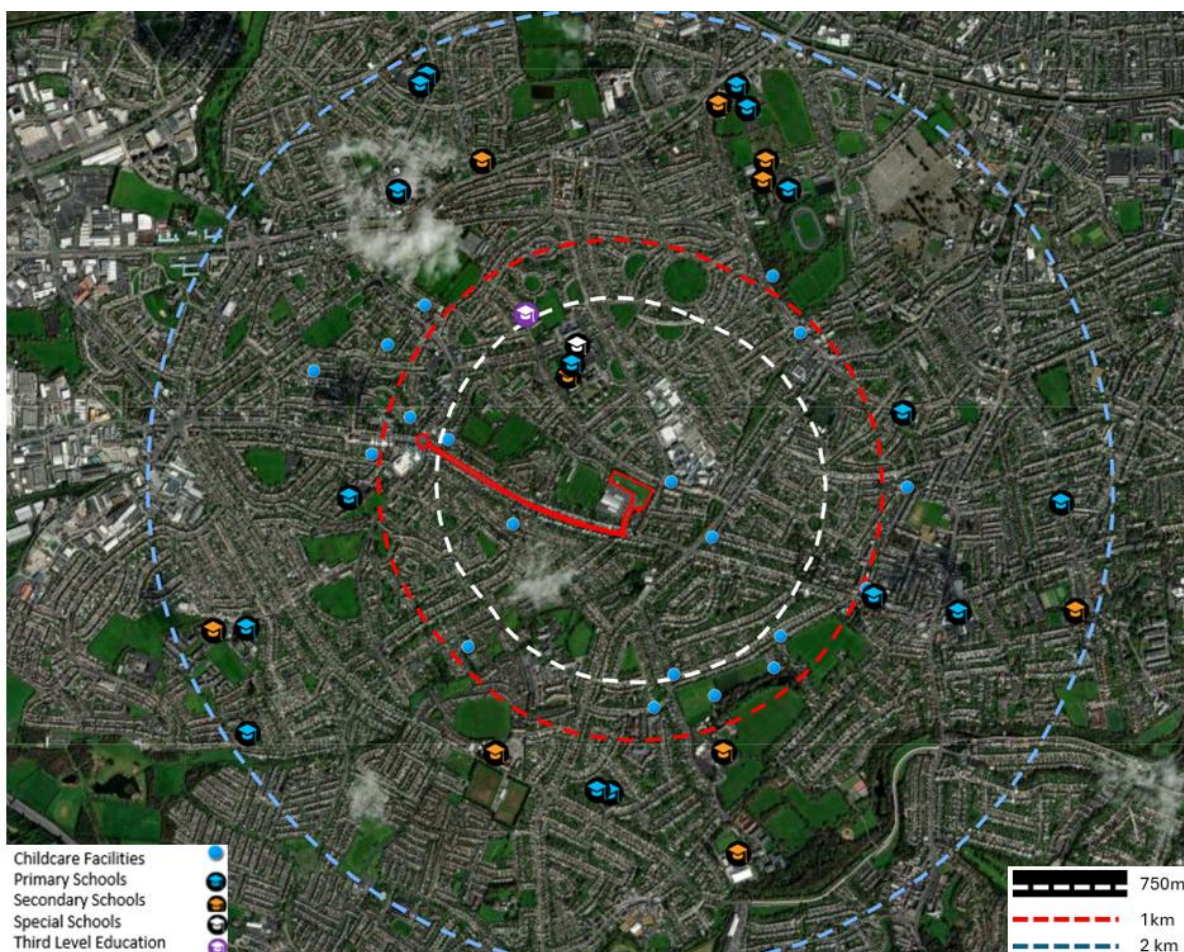 Childcare Facilities
Primary Schools
Secondary Schools
Special Schools
Third Level Education
750m
1km
2 km